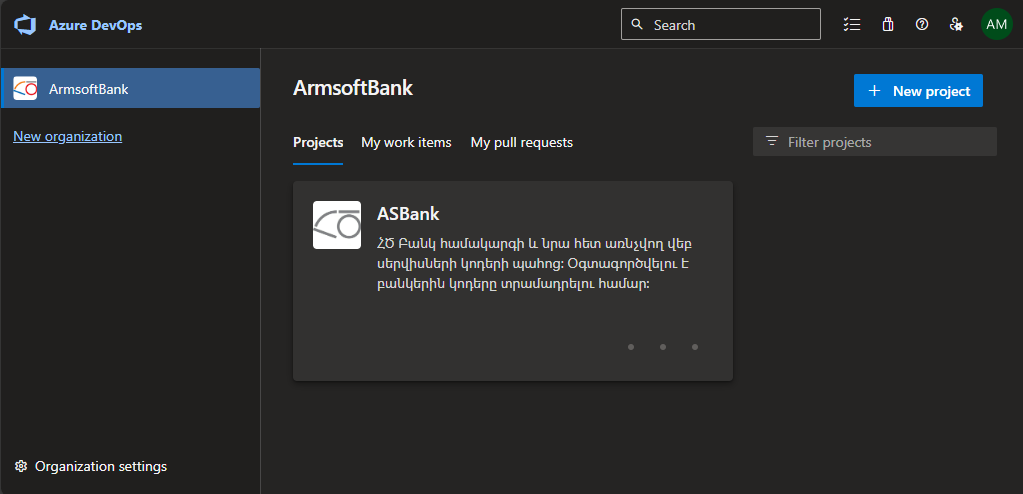 Azure DevOps
Search
AM
ArmsoftBank
New organization
Organization settings
ArmsoftBank
New project
Projects
My work items
My pull requests
Filter projects
ASBank
ՀԾ Բանկ համակարգի և նրա հետ առնչվող վեբ
սերվիսների կոդերի պահոց: Օգտագործվելու է
բանկերին կոդերը տրամադրելու համար: